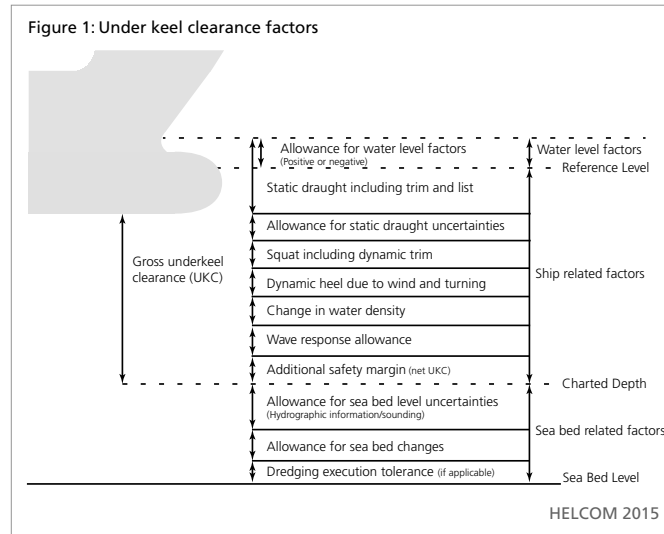 Figure 1: Under keel clearance factors
Allowance for water level factors
(Positive or negative)
Water level factors
Reference Level
Static draught including trim and list
Allowance for static draught uncertainties
Squat including dynamic trim
Gross underkeel
clearance (UKC)
Dynamic heel due to wind and turning
Ship related factors
Change in water density
Wave response allowance
Additional safety margin (net UKC)
Charted Depth
Allowance for sea bed level uncertainties
(Hydrographic information/sounding)
Sea bed related factors
Allowance for sea bed changes
Dredging execution tolerance (if applicable)
Sea Bed Level
HELCOM 2015